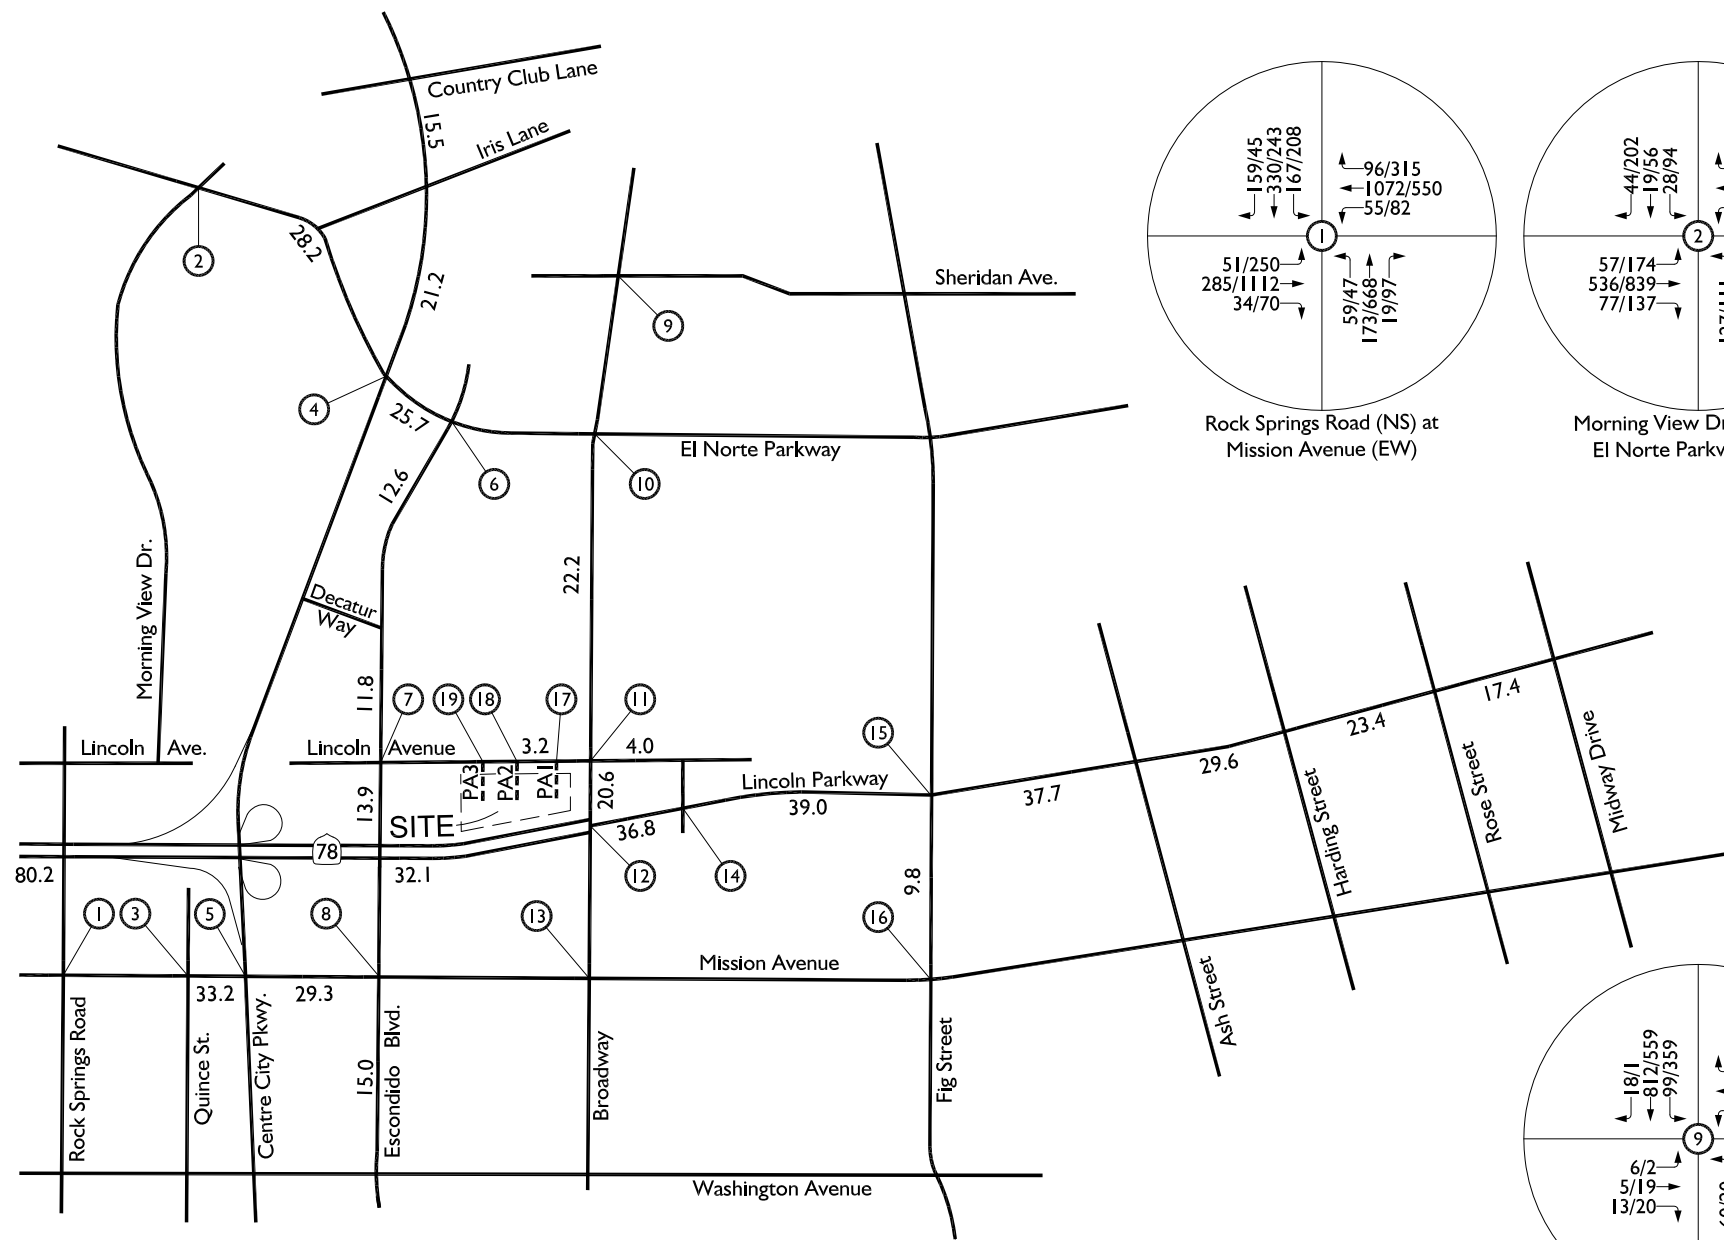 Country Club Lane
15.5
Iris Lane
28.2
2
21.2
Sheridan Ave.
9
4
25.7
El Norte Parkway
12.6
6
10
22.2
Morning View Dr.
Decatur
Way
11.8
7
19
18
17
11
15
Lincoln Ave.
Lincoln Avenue
3.2
4.0
PA3
PA2
PA1
Lincoln Parkway
13.9
20.6
SITE
36.8
39.0
37.7
29.6
23.4
17.4
78
80.2
32.1
12
14
9.8
1
3
5
8
13
16
Mission Avenue
33.2
29.3
Rock Springs Road
Quince St.
Centre City Pkwy.
15.0
Escondido Blvd.
Broadway
Fig Street
Ash Street
Harding Street
Rose Street
Midway Drive
Washington Avenue
159/45
330/243
167/208
96/315
1072/550
55/82
1
51/250
285/1112
34/70
59/47
173/668
19/97
Rock Springs Road (NS) at
Mission Avenue (EW)
44/202
19/56
28/94
2
57/174
536/839
77/137
Morning View Dr
El Norte Parkw
18/1
812/559
99/359
9
6/2
5/19
13/20